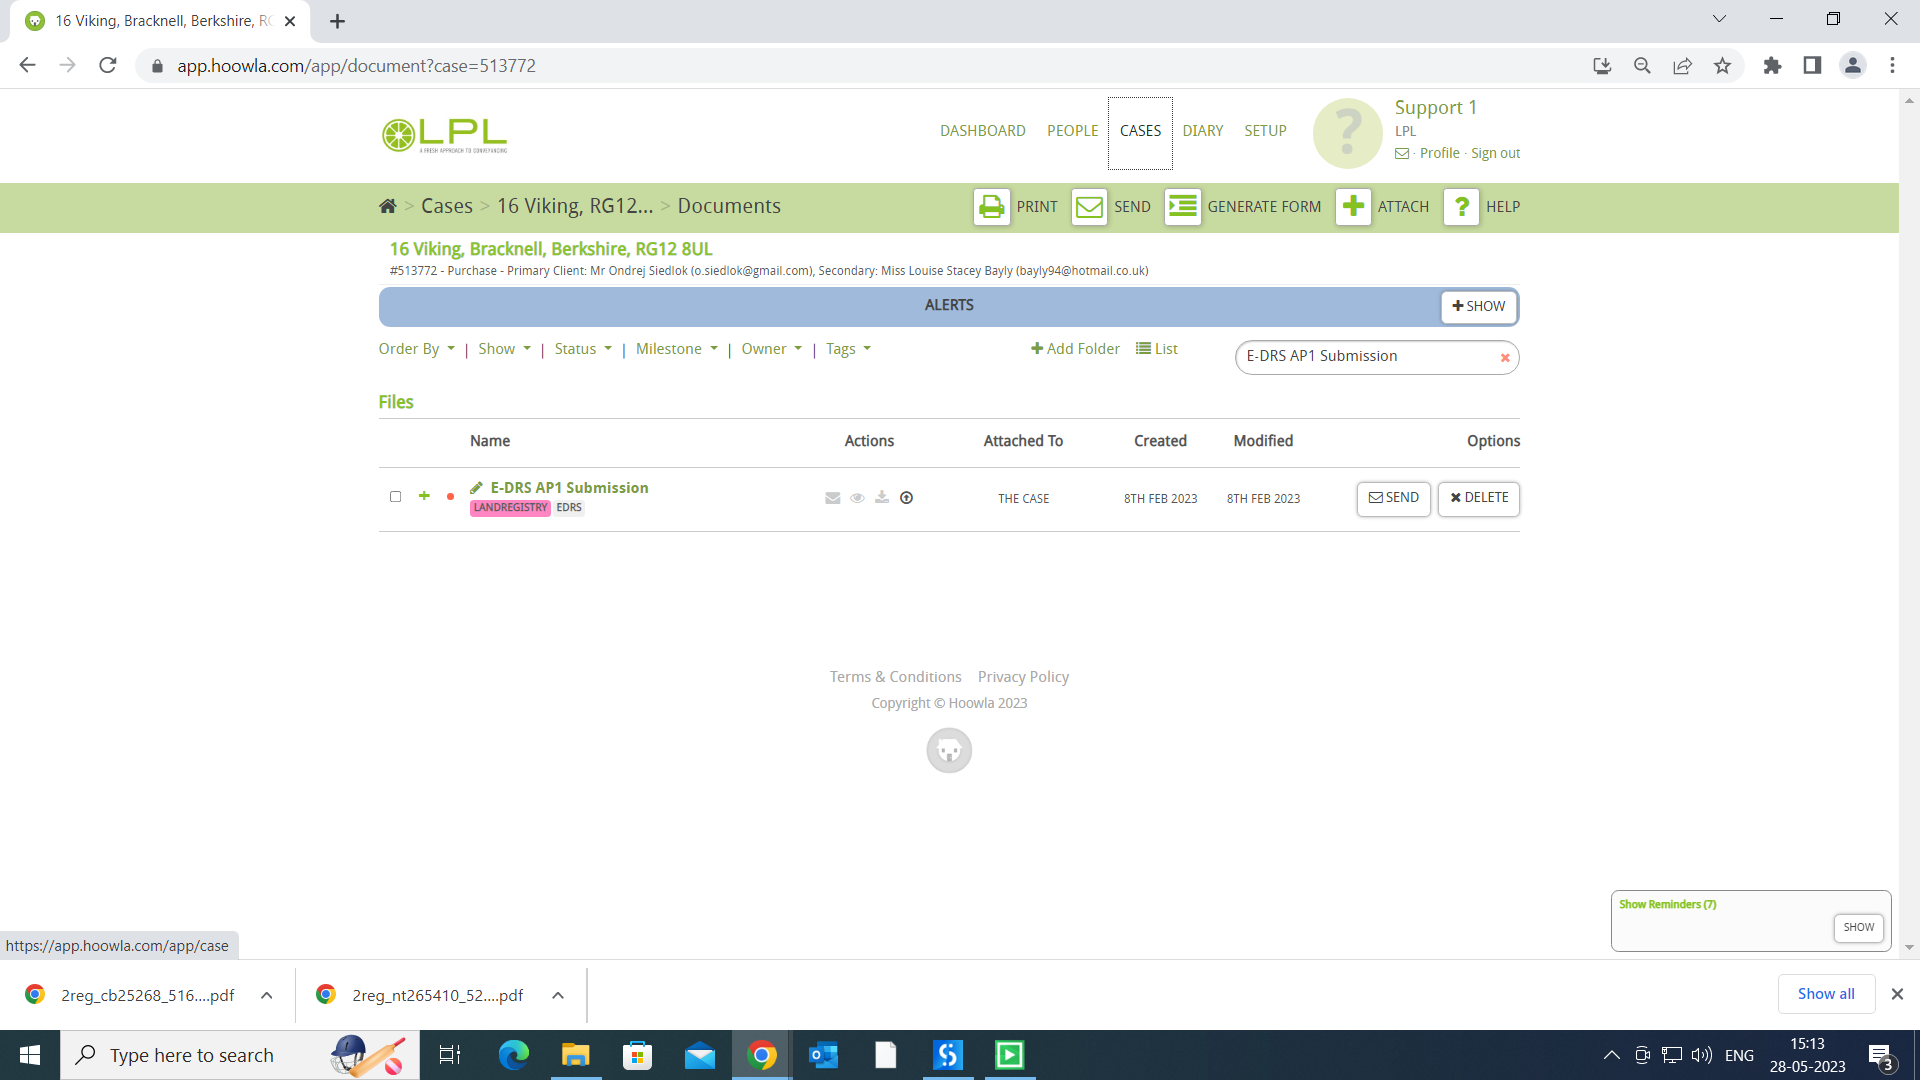 16 Viking, Bracknell, Berkshire, RG
app.hoowla.com/app/document?case=513772
LPL
A FRESH APPROACH TO CONVEYANCING
DASHBOARD PEOPLE CASES DIARY SETUP
?
Support 1
LPL
· Profile · Sign out
> Cases > 16 Viking, RG12... > Documents
PRINT SEND GENERATE FORM ATTACH ? HELP
16 Viking, Bracknell, Berkshire, RG12 8UL
#513772 - Purchase - Primary Client: Mr Ondrej Siedlok (o.siedlok@gmail.com), Secondary: Miss Louise Stacey Bayly (bayly94@hotmail.co.uk)
ALERTS
SHOW
Order By | Show | Status | Milestone | Owner | Tags
Add Folder List
E-DRS AP1 Submission
Files
Name Actions Attached To Created Modified Options
E-DRS AP1 Submission
LANDREGISTRY EDRS
THE CASE 8TH FEB 2023 8TH FEB 2023 SEND DELETE
Terms & Conditions Privacy Policy
Copyright © Hoowla 2023
Show Reminders (7)
SHOW
https://app.hoowla.com/app/case
2reg_cb25268_516....pdf
2reg_nt265410_52....pdf
Show all
Type here to search
ENG
15:13
28-05-2023
3